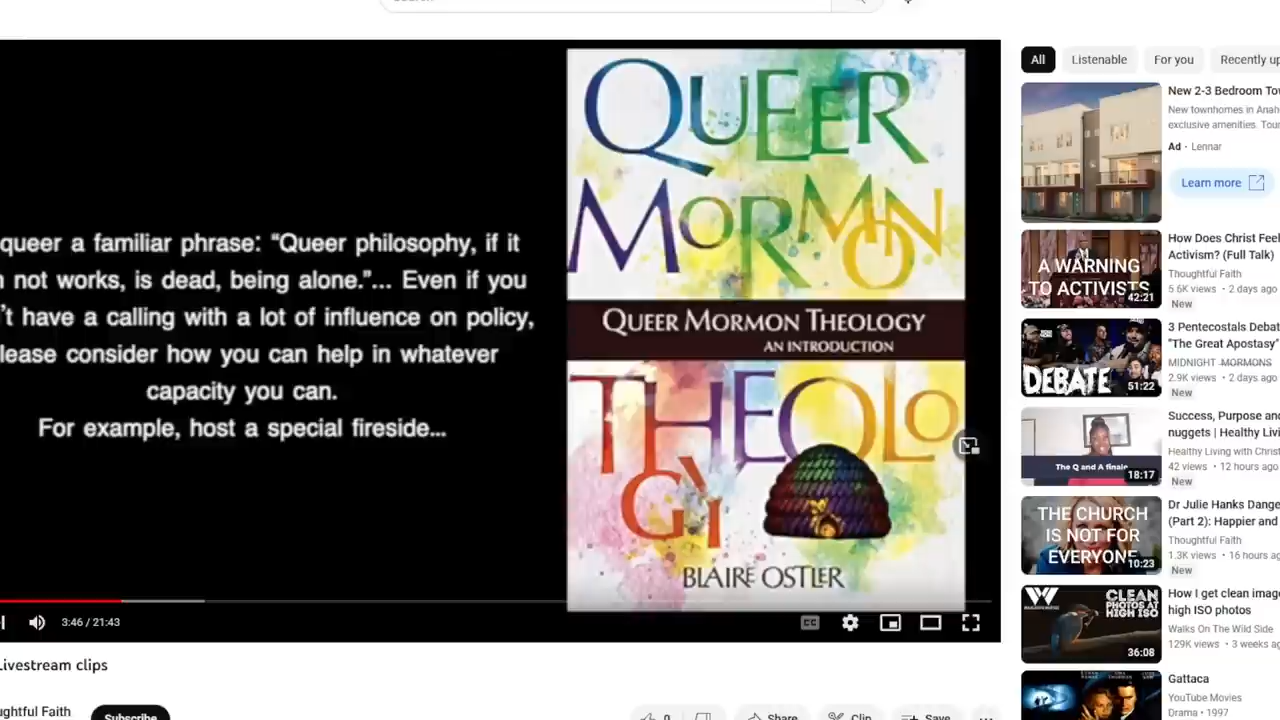 queer a familiar phrase: “Queer philosophy, if it
not works, is dead, being alone.”... Even if you
't have a calling with a lot of influence on policy,
lease consider how you can help in whatever
capacity you can.
For example, host a special fireside...
QUEER
MORMON
QUEER MORMON THEOLOGY
AN INTRODUCTION
THEOLO
GY
BLAIRE OSTLER
3:46 / 21:43
CC
Livestream clips
ughtful Faith
Subscribe
0
Share
Clip
Save
All
Listenable
For you
Recently up
New 2-3 Bedroom To
New townhomes in Anah
exclusive amenities. Tour
Ad · Lennar
Learn more
A WARNING
TO ACTIVISTS
42:21
How Does Christ Feel
Activism? (Full Talk)
Thoughtful Faith
5.6K views • 2 days ago
New
DEBATE
51:22
3 Pentecostals Debat
"The Great Apostasy"
MIDNIGHT MORMONS
2.9K views • 2 days ago
New
The Q and A finale
18:17
Success, Purpose and
nuggets | Healthy Livi
Healthy Living with Christ
42 views • 12 hours ago
New
THE CHURCH
IS NOT FOR
EVERYONE
10:23
Dr Julie Hanks Dange
(Part 2): Happier and
Thoughtful Faith
1.3K views • 16 hours ag
New
CLEAN
PHOTOS AT
HIGH ISO
36:08
How I get clean image
high ISO photos
Walks On The Wild Side
129K views • 3 weeks ag
Gattaca
YouTube Movies
Drama • 1997